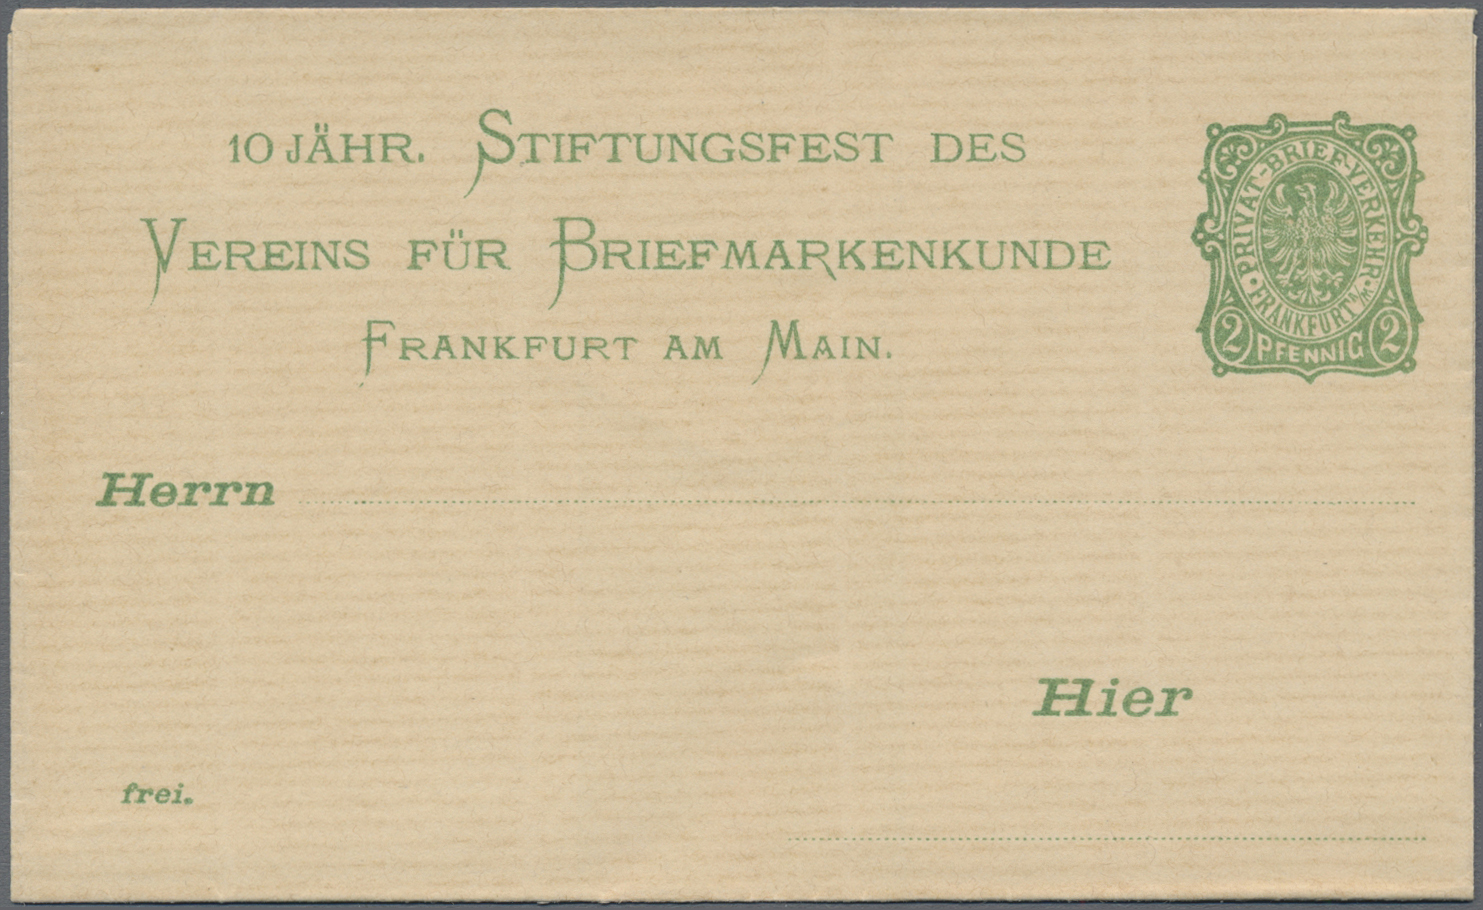 10 JÄHR. STIFTUNGSFEST DES
VEREINS FÜR BRIEFMARKENKUNDE
FRANKFURT AM MAIN.
PRIVAT-BRIEF-VERKEHR·
·FRANKFURT A/M
2 PFENNIG 2
Herrn
Hier
frei.